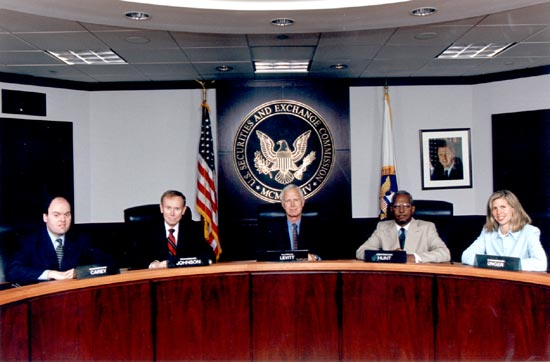 SECURITIES AND EXCHANGE COMMISSION
U.S.
MCMXXXIV
CAREY
JOHNSON
LEVITT
HUNT
UNGER